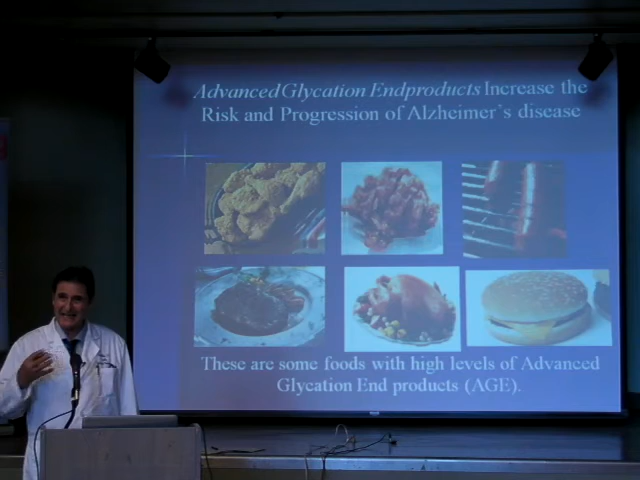 Advanced Glycation Endproducts Increase the
Risk and Progression of Alzheimer's disease
These are some foods with high levels of Advanced
Glycation End products (AGE).